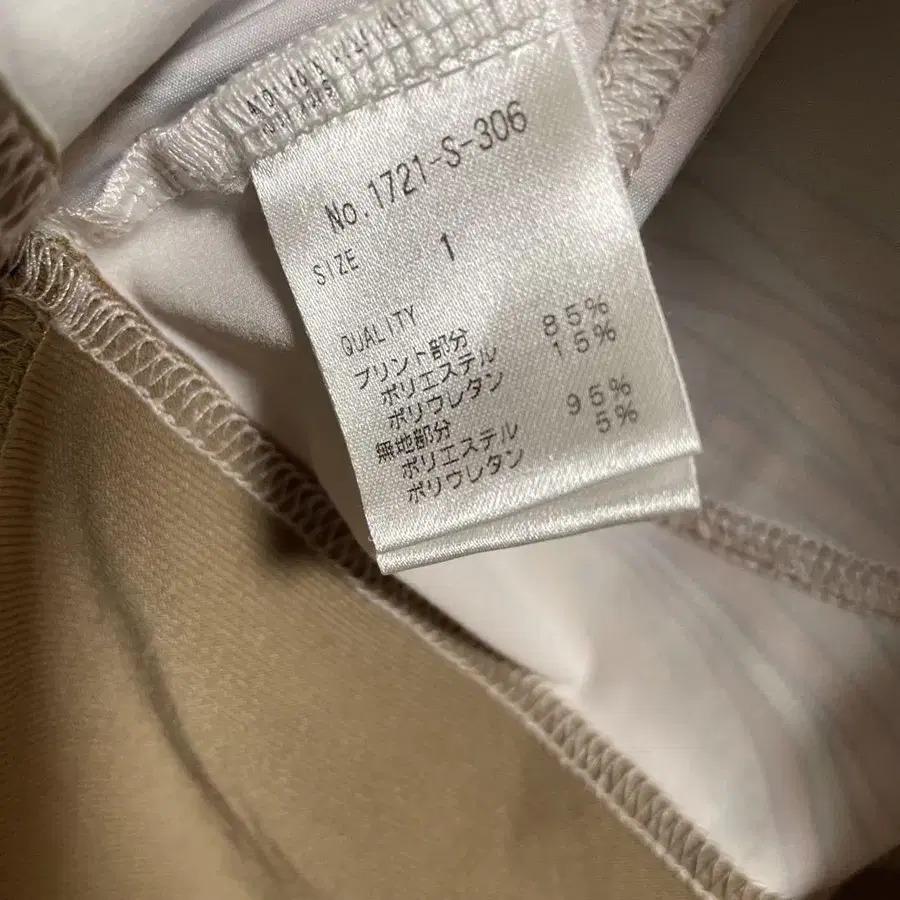 No.1721-S-306
SIZE 1
QUALITY
プリント部分
ポリエステル 85%
ポリウレタン 15%
無地部分
ポリエステル 95%
ポリウレタン 5%